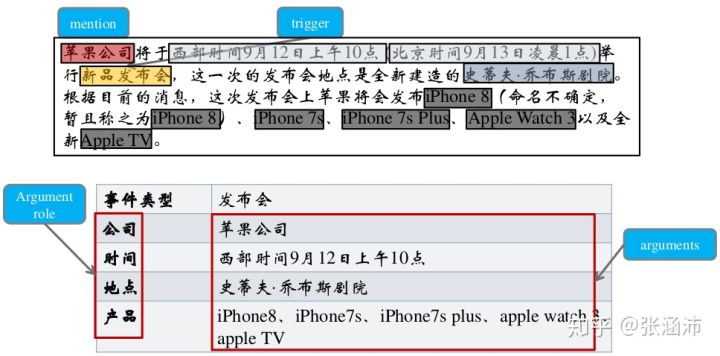 mention
trigger
苹果公司将于西部时间9月12日上午10点(北京时间9月13日凌晨1点)举
行新品发布会，这一次的发布会地点是全新建造的史蒂夫·乔布斯剧院。
根据目前的消息，这次发布会上苹果将会发布iPhone 8（命名不确定，
暂且称之为iPhone 8）、iPhone 7s、iPhone 7s Plus、Apple Watch 3以及全
新Apple TV。
Argument
role
事件类型 发布会
公司 苹果公司
时间 西部时间9月12日上午10点
地点 史蒂夫·乔布斯剧院
产品 iPhone8、iPhone7s、iPhone7s plus、apple watch 3、
apple TV
arguments
知乎 @张涵沛